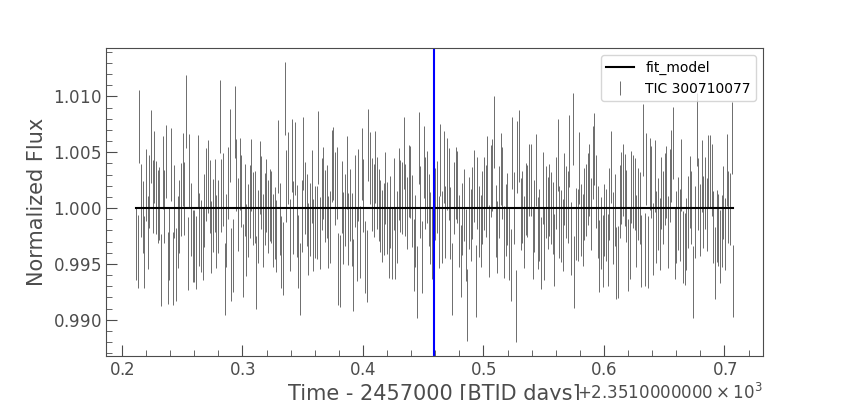 fit_model
TIC 300710077
1.010
1.005
1.000
0.995
0.990
Normalized Flux
0.2 0.3 0.4 0.5 0.6 0.7
Time - 2457000 [BTJD days]
+2.3510000000 × 10³